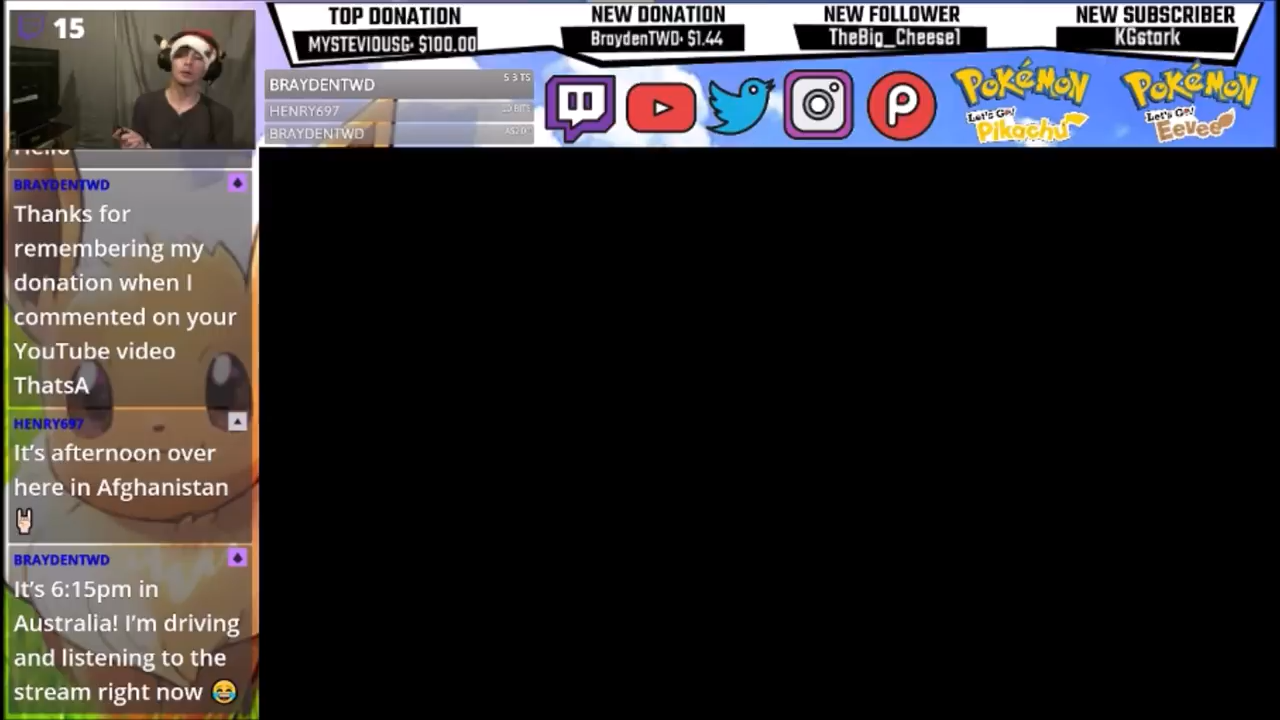 15
TOP DONATION
MYSTEVIOUSG· $100.00
NEW DONATION
BraydenTWD· $1.44
NEW FOLLOWER
TheBig_Cheese1
NEW SUBSCRIBER
KGstark
BRAYDENTWD
HENRY697
BRAYDENTWD
POKéMON
Let's Go!
Pikachu
POKéMON
Let's Go!
Eevee
Hello
BRAYDENTWD
Thanks for
remembering my
donation when I
commented on your
YouTube video
ThatsA
HENRY697
It's afternoon over
here in Afghanistan
🤘🏻
BRAYDENTWD
It's 6:15pm in
Australia! I'm driving
and listening to the
stream right now 😂